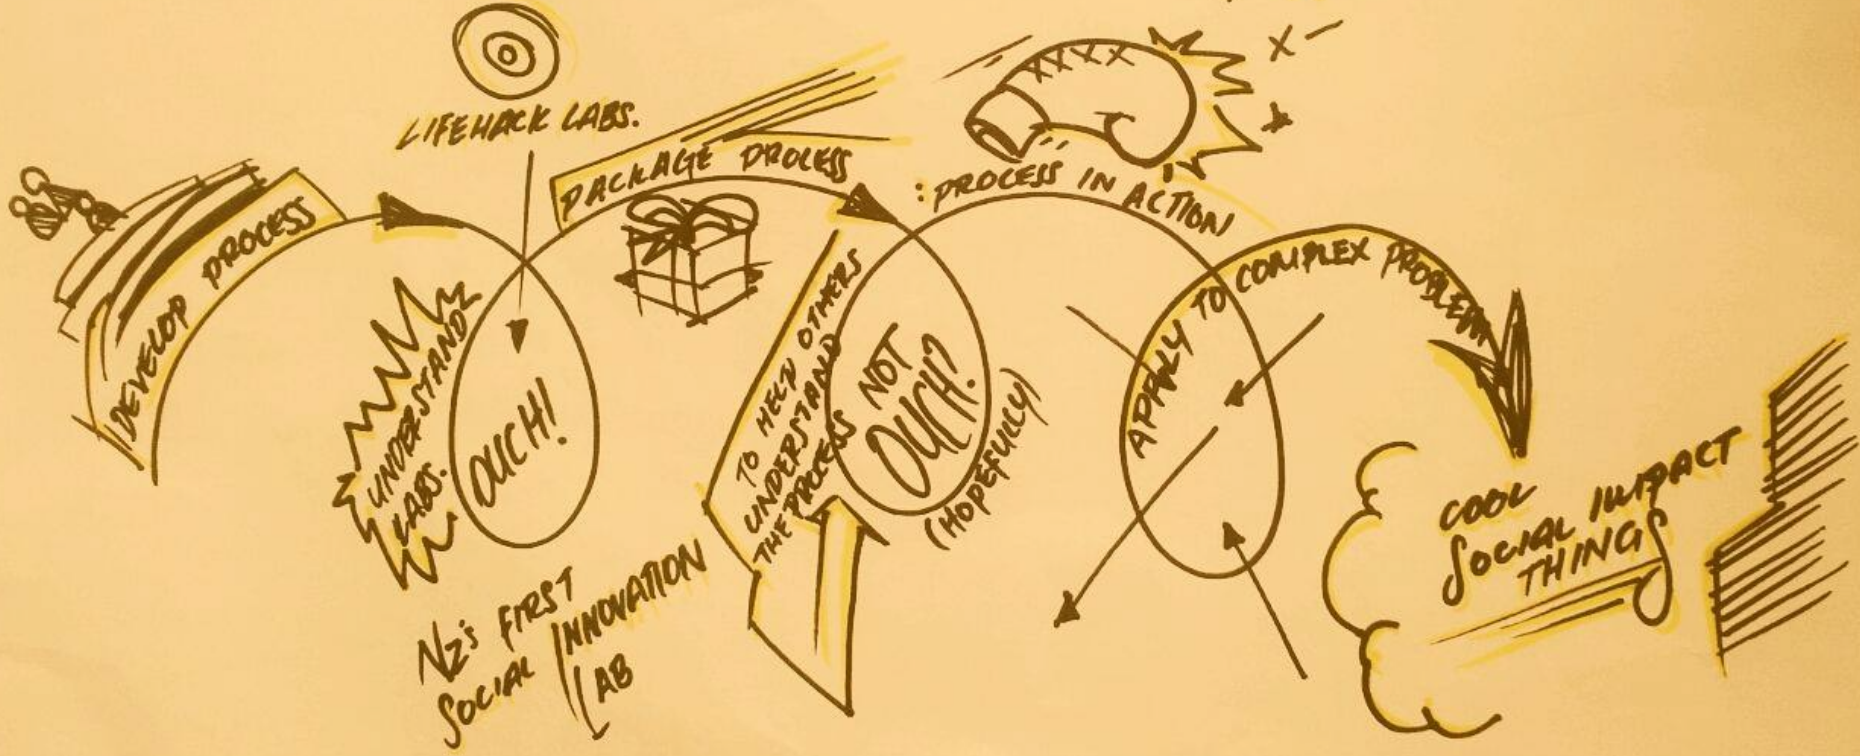 LIFEHACK LABS.
DEVELOP PROCESS
UNDERSTAND
LABS.
OUCH!
NZ's FIRST
SOCIAL INNOVATION
LAB
PACKAGE PROCESS
TO HELP OTHERS
UNDERSTAND
THE PROCESS
NOT
OUCH?
(HOPEFULLY)
: PROCESS IN ACTION
APPLY TO COMPLEX PROBLEM
COOL
SOCIAL IMPACT
THINGS